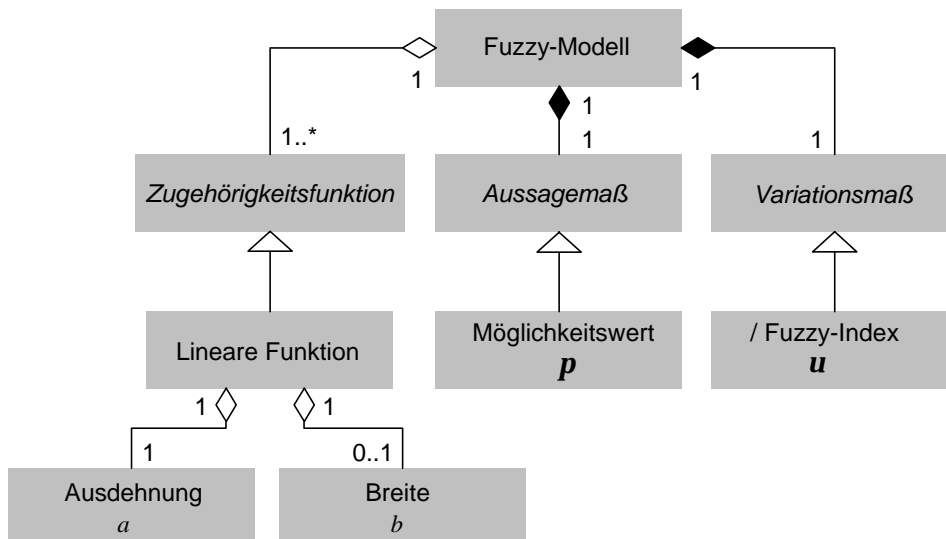 Fuzzy-Modell
1 1 1
1..* 1 1
Zugehörigkeitsfunktion
Aussagemaß
Variationsmaß
Lineare Funktion
Möglichkeitswert
p
/ Fuzzy-Index
u
1 1
1 0..1
Ausdehnung
a
Breite
b